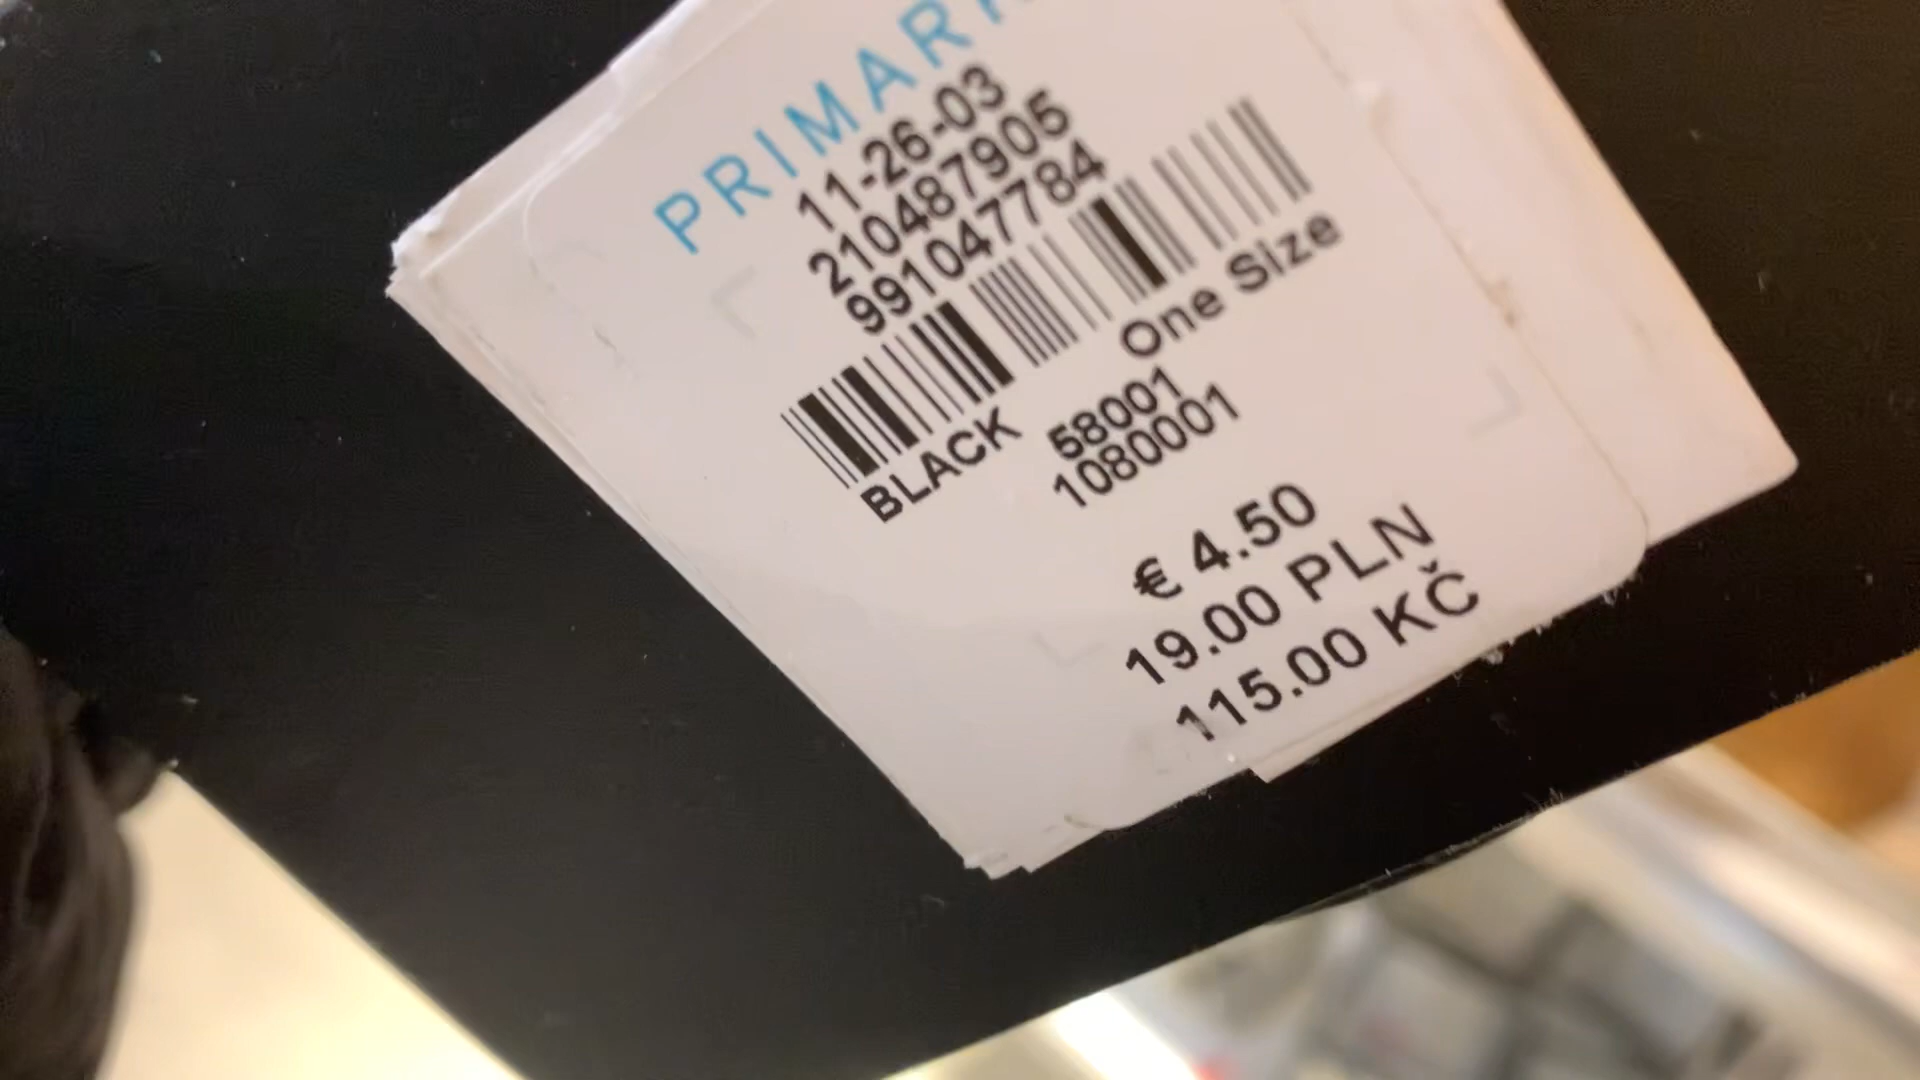 PRIMARK
11-26-03
210487905
991047784
BLACK One Size
58001
1080001
€ 4.50
19.00 PLN
115.00 KČ